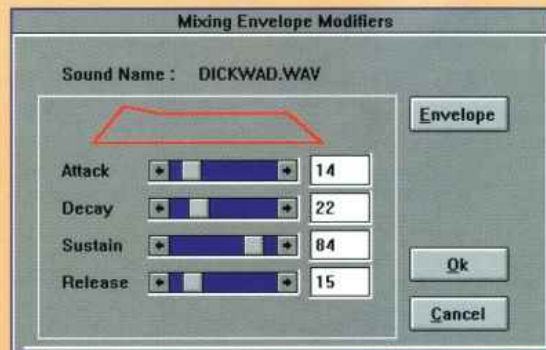 Mixing Envelope Modifiers
Sound Name : DICKWAD.WAV
Envelope
Attack 14
Decay 22
Sustain 84
Release 15
Ok
Cancel